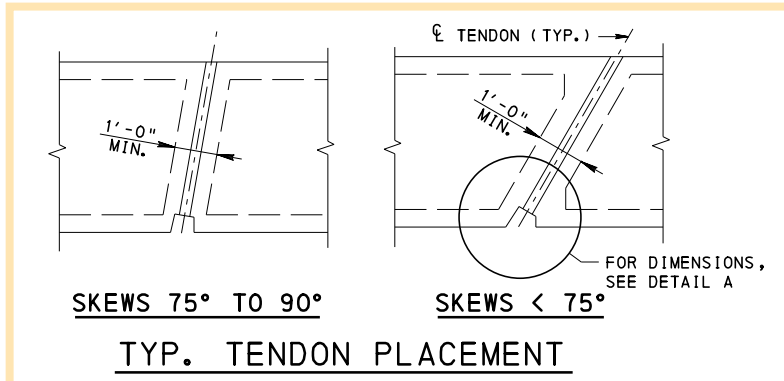 ℄ TENDON (TYP.)
1'-0"
MIN.
1'-0"
MIN.
FOR DIMENSIONS,
SEE DETAIL A
SKEWS 75° TO 90°
SKEWS < 75°
TYP. TENDON PLACEMENT